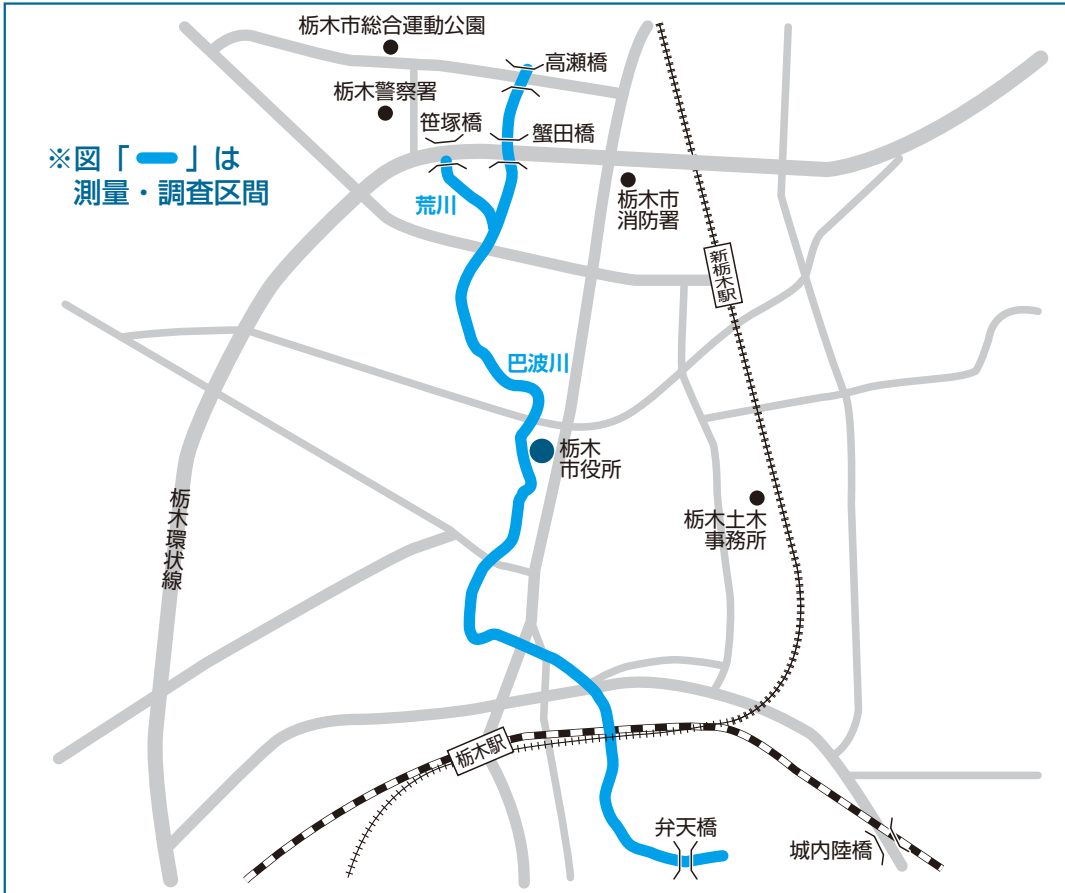 栃木市総合運動公園
高瀬橋
栃木警察署
笹塚橋
蟹田橋
※図「 」は
測量・調査区間
荒川
栃木市
消防署
新栃木駅
巴波川
栃木
市役所
栃木環状線
栃木土木
事務所
栃木駅
弁天橋
城内陸橋